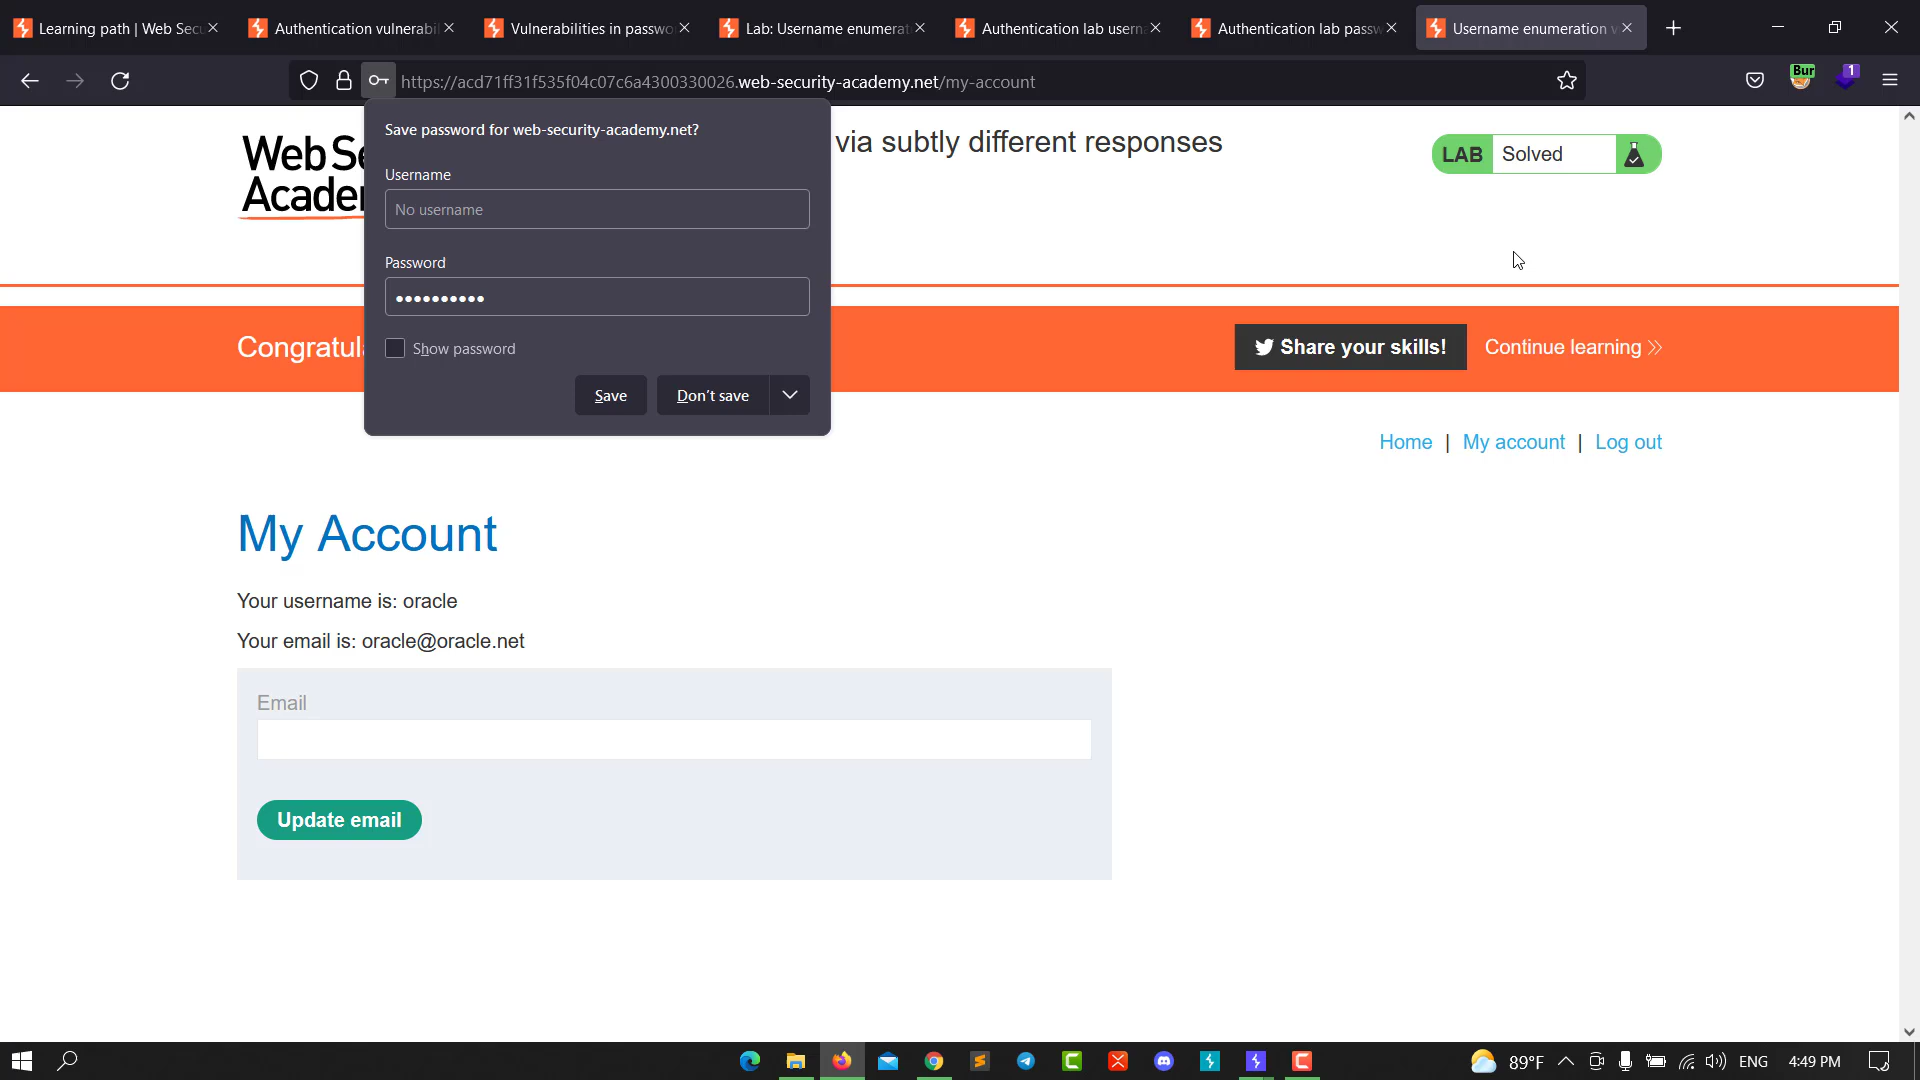 Learning path | Web Secu
Authentication vulnerabil
Vulnerabilities in passwo
Lab: Username enumerat
Authentication lab usern
Authentication lab passw
Username enumeration v
https://acd71ff31f535f04c07c6a4300330026.web-security-academy.net/my-account
Bur
1
Save password for web-security-academy.net?
Username
No username
Password
••••••••••
Show password
Save
Don't save
Web Se
Acade
via subtly different responses
LAB Solved
Congratul
Share your skills!
Continue learning >>
Home | My account | Log out
My Account
Your username is: oracle
Your email is: oracle@oracle.net
Email
Update email
89°F
ENG
4:49 PM